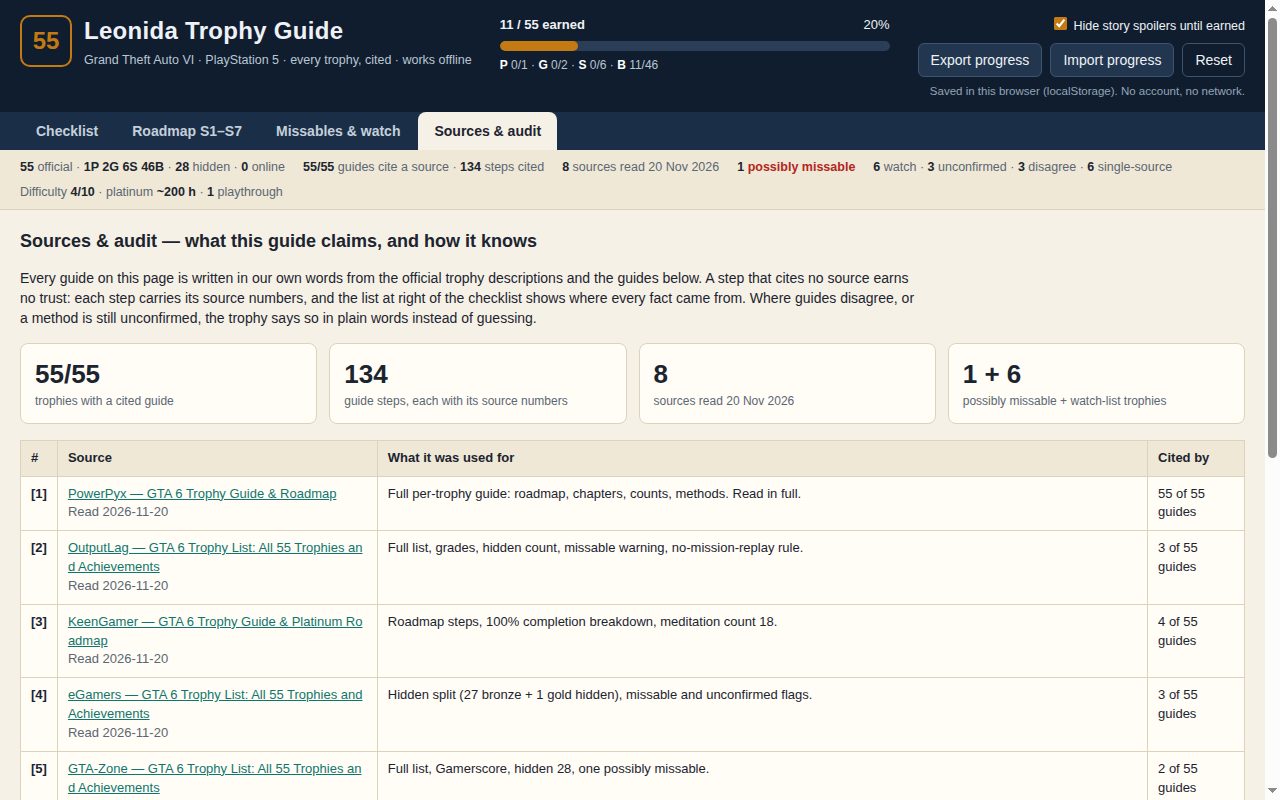 55
Leonida Trophy Guide
Grand Theft Auto VI · PlayStation 5 · every trophy, cited · works offline
11 / 55 earned 20%
P 0/1 · G 0/2 · S 0/6 · B 11/46
Hide story spoilers until earned
Export progress Import progress Reset
Saved in this browser (localStorage). No account, no network.
Checklist Roadmap S1–S7 Missables & watch Sources & audit
55 official · 1P 2G 6S 46B · 28 hidden · 0 online 55/55 guides cite a source · 134 steps cited 8 sources read 20 Nov 2026 1 possibly missable 6 watch · 3 unconfirmed · 3 disagree · 6 single-source
Difficulty 4/10 · platinum ~200 h · 1 playthrough
Sources & audit — what this guide claims, and how it knows
Every guide on this page is written in our own words from the official trophy descriptions and the guides below. A step that cites no source earns
no trust: each step carries its source numbers, and the list at right of the checklist shows where every fact came from. Where guides disagree, or
a method is still unconfirmed, the trophy says so in plain words instead of guessing.
55/55
trophies with a cited guide
134
guide steps, each with its source numbers
8
sources read 20 Nov 2026
1 + 6
possibly missable + watch-list trophies
# Source What it was used for Cited by
[1] PowerPyx — GTA 6 Trophy Guide & Roadmap Full per-trophy guide: roadmap, chapters, counts, methods. Read in full. 55 of 55
Read 2026-11-20 guides
[2] OutputLag — GTA 6 Trophy List: All 55 Trophies an Full list, grades, hidden count, missable warning, no-mission-replay rule. 3 of 55
d Achievements guides
Read 2026-11-20
[3] KeenGamer — GTA 6 Trophy Guide & Platinum Ro Roadmap steps, 100% completion breakdown, meditation count 18. 4 of 55
admap guides
Read 2026-11-20
[4] eGamers — GTA 6 Trophy List: All 55 Trophies and Hidden split (27 bronze + 1 gold hidden), missable and unconfirmed flags. 3 of 55
Achievements guides
Read 2026-11-20
[5] GTA-Zone — GTA 6 Trophy List: All 55 Trophies an Full list, Gamerscore, hidden 28, one possibly missable. 2 of 55
d Achievements guides